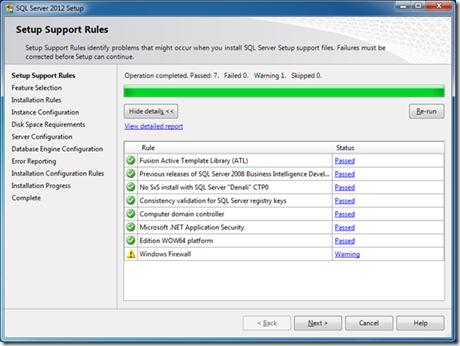 SQL Server 2012 Setup
Setup Support Rules
Setup Support Rules identify problems that might occur when you install SQL Server Setup support files. Failures must be
corrected before Setup can continue.
Setup Support Rules
Feature Selection
Installation Rules
Instance Configuration
Disk Space Requirements
Server Configuration
Database Engine Configuration
Error Reporting
Installation Configuration Rules
Installation Progress
Complete
Operation completed. Passed: 7. Failed 0. Warning 1. Skipped 0.
Hide details <<
Re-run
View detailed report
Rule Status
Fusion Active Template Library (ATL) Passed
Previous releases of SQL Server 2008 Business Intelligence Devel... Passed
No SxS install with SQL Server "Denali" CTP0 Passed
Consistency validation for SQL Server registry keys Passed
Computer domain controller Passed
Microsoft .NET Application Security Passed
Edition WOW64 platform Passed
Windows Firewall Warning
< Back
Next >
Cancel
Help